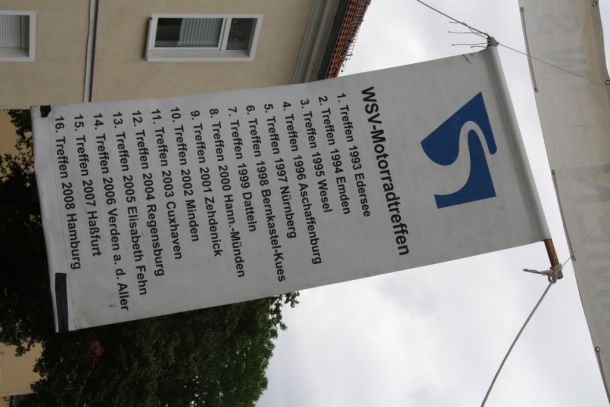 WSV-Motorradtreffen
1. Treffen 1993 Edersee
2. Treffen 1994 Emden
3. Treffen 1995 Wesel
4. Treffen 1996 Aschaffenburg
5. Treffen 1997 Nürnberg
6. Treffen 1998 Bernkastel-Kues
7. Treffen 1999 Datteln
8. Treffen 2000 Hann.-Münden
9. Treffen 2001 Zehdenick
10. Treffen 2002 Minden
11. Treffen 2003 Cuxhaven
12. Treffen 2004 Regensburg
13. Treffen 2005 Elisabeth Fehn
14. Treffen 2006 Verden a. d. Aller
15. Treffen 2007 Haßfurt
16. Treffen 2008 Hamburg